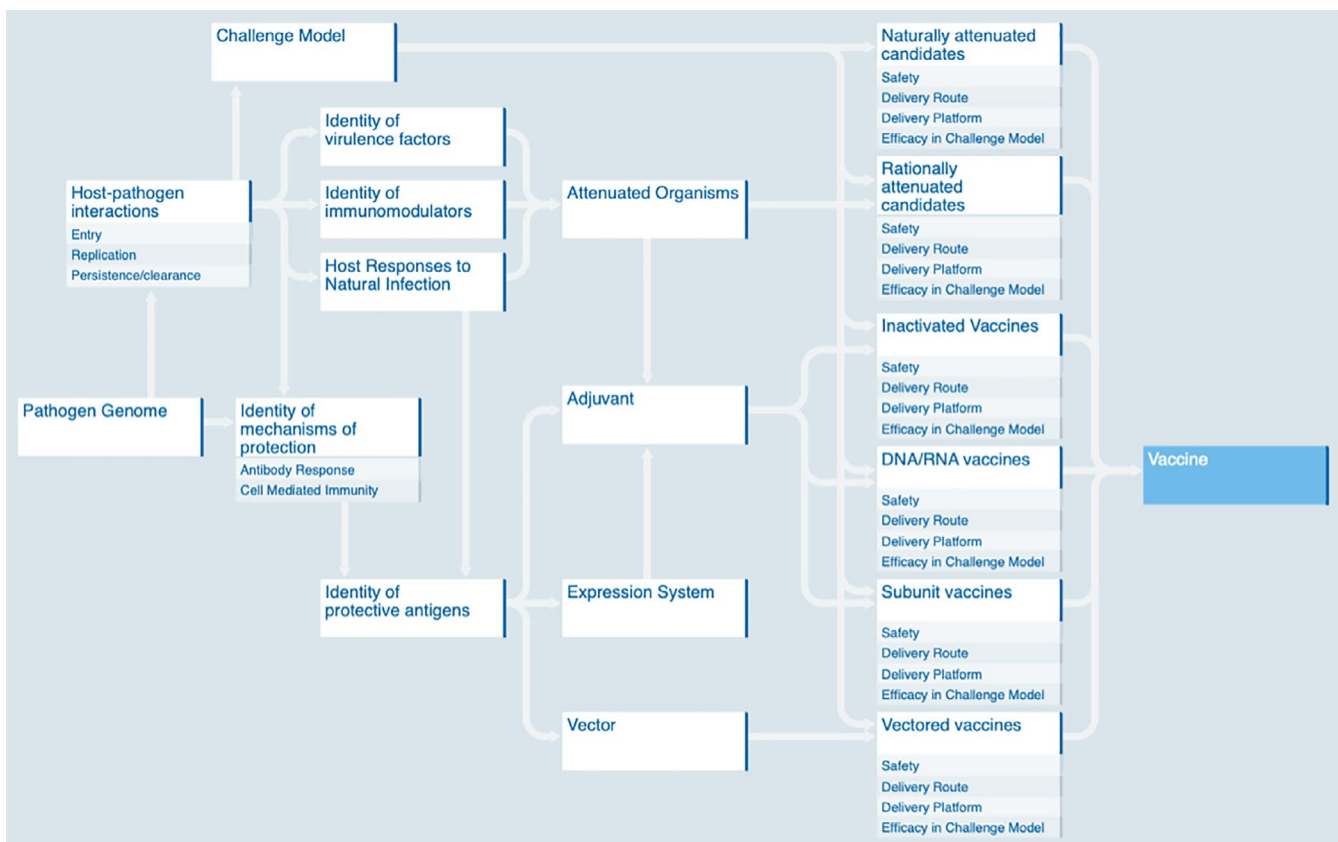 Challenge Model
Naturally attenuated
candidates
Safety
Delivery Route
Delivery Platform
Efficacy in Challenge Model
Identity of
virulence factors
Rationally
attenuated
candidates
Safety
Delivery Route
Delivery Platform
Efficacy in Challenge Model
Host-pathogen
interactions
Entry
Replication
Persistence/clearance
Identity of
immunomodulators
Attenuated Organisms
Host Responses to
Natural Infection
Inactivated Vaccines
Safety
Delivery Route
Delivery Platform
Efficacy in Challenge Model
Pathogen Genome
Identity of
mechanisms of
protection
Antibody Response
Cell Mediated Immunity
Adjuvant
DNA/RNA vaccines
Safety
Delivery Route
Delivery Platform
Efficacy in Challenge Model
Vaccine
Identity of
protective antigens
Expression System
Subunit vaccines
Safety
Delivery Route
Delivery Platform
Efficacy in Challenge Model
Vector
Vectored vaccines
Safety
Delivery Route
Delivery Platform
Efficacy in Challenge Model